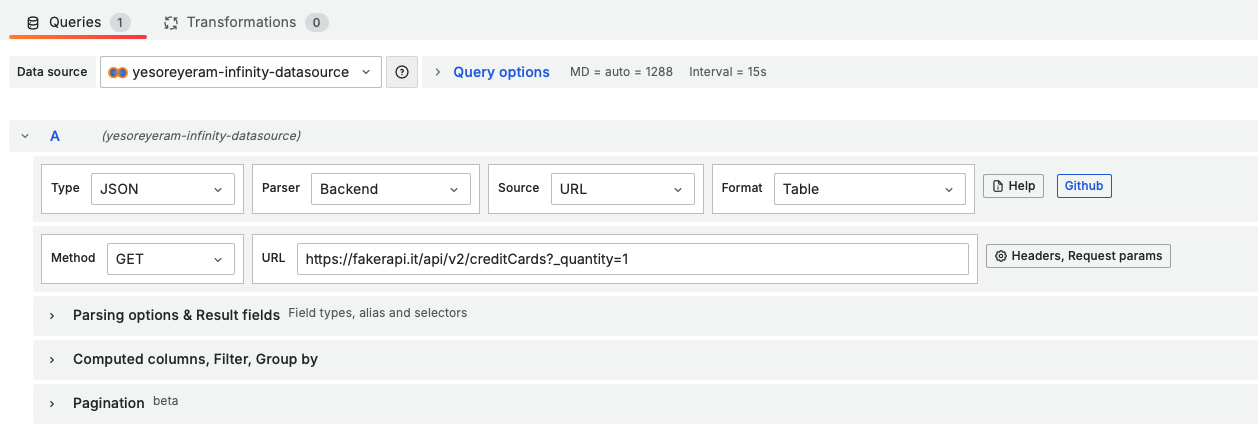 Queries 1 Transformations 0
Data source yesoreyeram-infinity-datasource Query options MD = auto = 1288 Interval = 15s
A (yesoreyeram-infinity-datasource)
Type JSON Parser Backend Source URL Format Table Help Github
Method GET URL https://fakerapi.it/api/v2/creditCards?_quantity=1 Headers, Request params
Parsing options & Result fields Field types, alias and selectors
Computed columns, Filter, Group by
Pagination beta